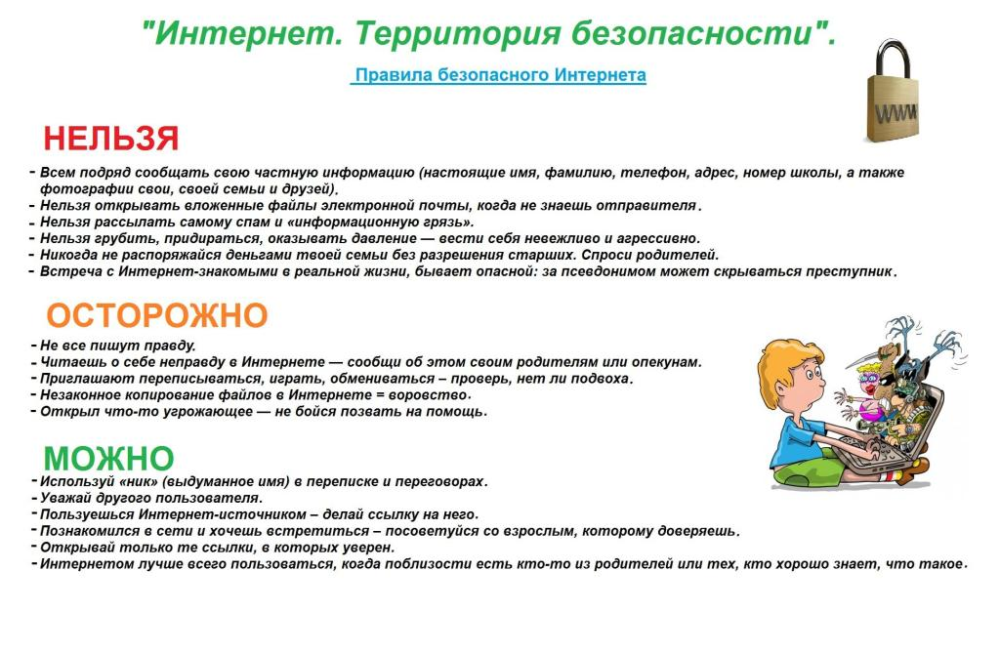 "Интернет. Территория безопасности".
Правила безопасного Интернета
www
НЕЛЬЗЯ
- Всем подряд сообщать свою частную информацию (настоящие имя, фамилию, телефон, адрес, номер школы, а также
фотографии свои, своей семьи и друзей).
- Нельзя открывать вложенные файлы электронной почты, когда не знаешь отправителя.
- Нельзя рассылать самому спам и «информационную грязь».
- Нельзя грубить, придираться, оказывать давление — вести себя невежливо и агрессивно.
- Никогда не распоряжайся деньгами твоей семьи без разрешения старших. Спроси родителей.
- Встреча с Интернет-знакомыми в реальной жизни, бывает опасной: за псевдонимом может скрываться преступник.
ОСТОРОЖНО
- Не все пишут правду.
- Читаешь о себе неправду в Интернете — сообщи об этом своим родителям или опекунам.
- Приглашают переписываться, играть, обмениваться – проверь, нет ли подвоха.
- Незаконное копирование файлов в Интернете = воровство.
- Открыл что-то угрожающее — не бойся позвать на помощь.
МОЖНО
- Используй «ник» (выдуманное имя) в переписке и переговорах.
- Уважай другого пользователя.
- Пользуешься Интернет-источником – делай ссылку на него.
- Познакомился в сети и хочешь встретиться – посоветуйся со взрослым, которому доверяешь.
- Открывай только те ссылки, в которых уверен.
- Интернетом лучше всего пользоваться, когда поблизости есть кто-то из родителей или тех, кто хорошо знает, что такое.